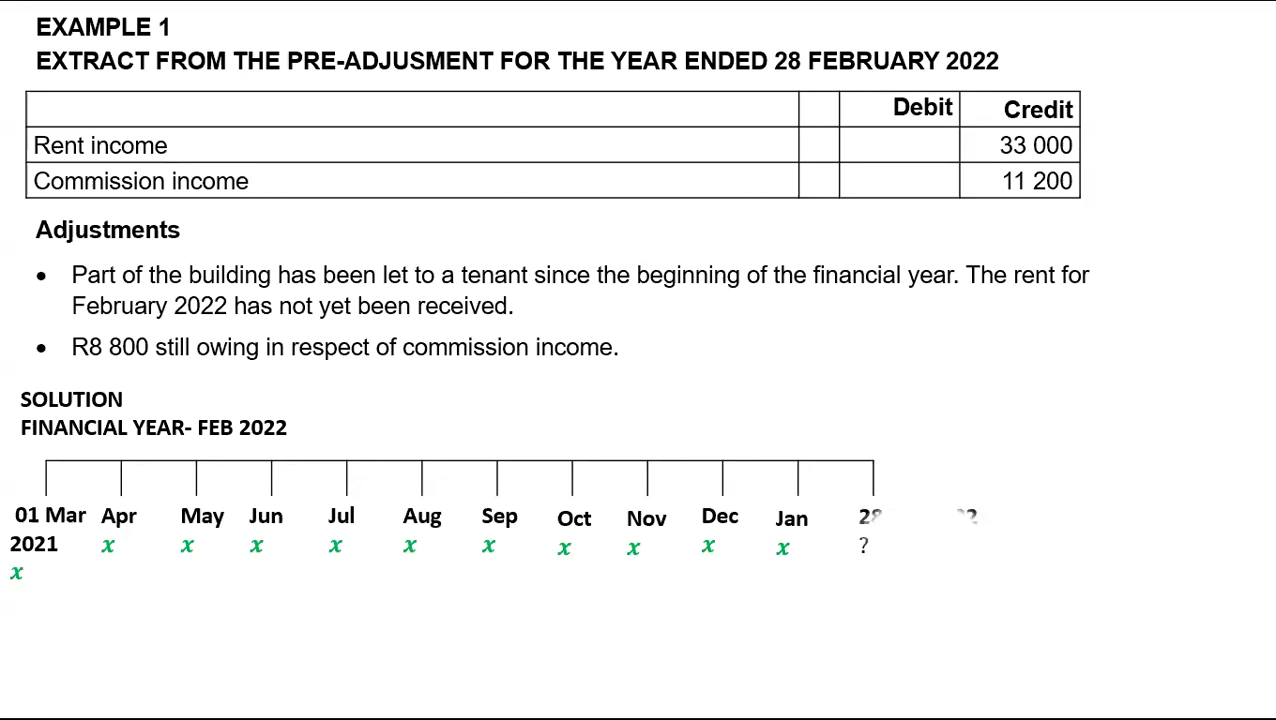 EXAMPLE 1
EXTRACT FROM THE PRE-ADJUSMENT FOR THE YEAR ENDED 28 FEBRUARY 2022
Debit Credit
Rent income 33 000
Commission income 11 200
Adjustments
• Part of the building has been let to a tenant since the beginning of the financial year. The rent for
February 2022 has not yet been received.
• R8 800 still owing in respect of commission income.
SOLUTION
FINANCIAL YEAR- FEB 2022
01 Mar Apr May Jun Jul Aug Sep Oct Nov Dec Jan
2021 x x x x x x x x x x ?
x